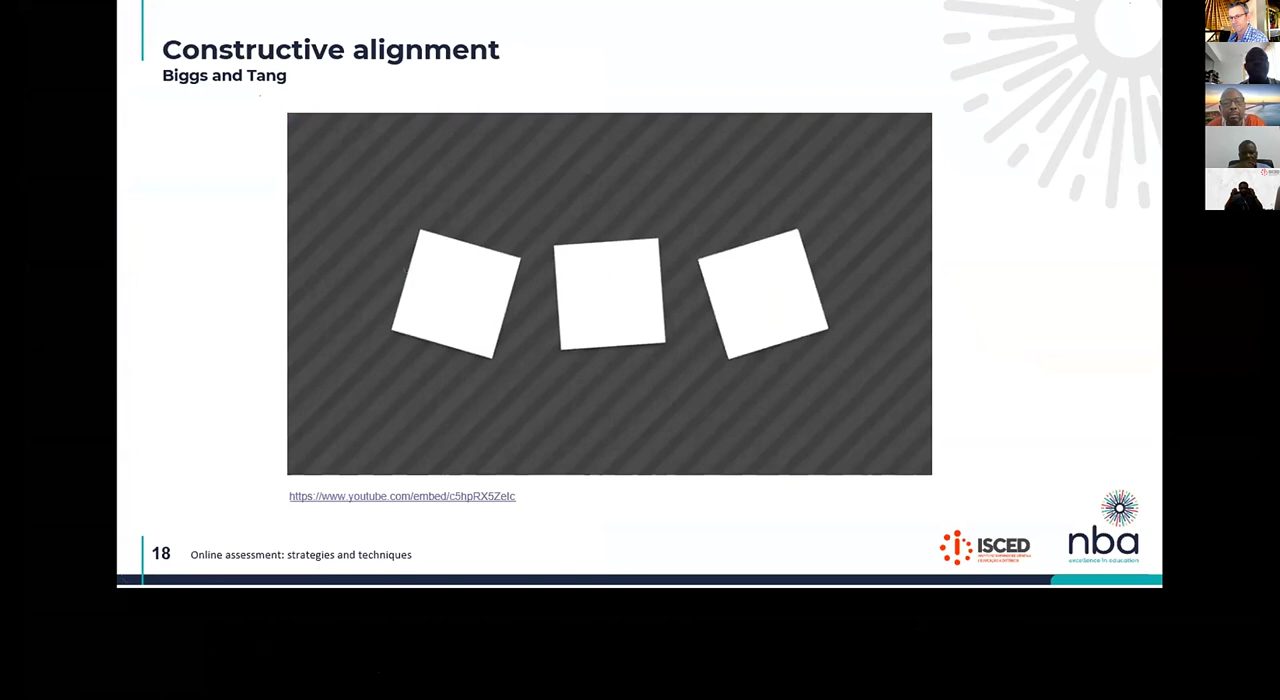 Constructive alignment
Biggs and Tang
https://www.youtube.com/embed/c5hpRX5ZeIc
18 Online assessment: strategies and techniques
ISCED
nba
excellence in education
ISCED